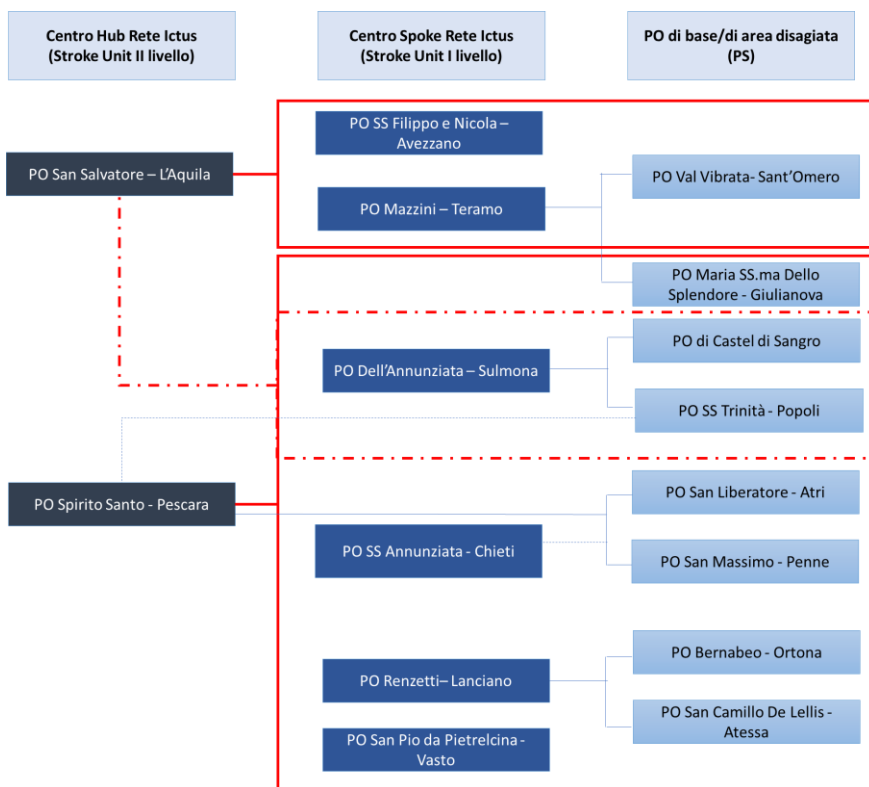 Centro Hub Rete Ictus
(Stroke Unit II livello)
Centro Spoke Rete Ictus
(Stroke Unit I livello)
PO di base/di area disagiata
(PS)
PO SS Filippo e Nicola –
Avezzano
PO San Salvatore – L'Aquila
PO Val Vibrata- Sant'Omero
PO Mazzini – Teramo
PO Maria SS.ma Dello
Splendore - Giulianova
PO di Castel di Sangro
PO Dell'Annunziata – Sulmona
PO SS Trinità - Popoli
PO Spirito Santo - Pescara
PO San Liberatore - Atri
PO SS Annunziata - Chieti
PO San Massimo - Penne
PO Bernabeo - Ortona
PO Renzetti– Lanciano
PO San Camillo De Lellis -
Atessa
PO San Pio da Pietrelcina -
Vasto